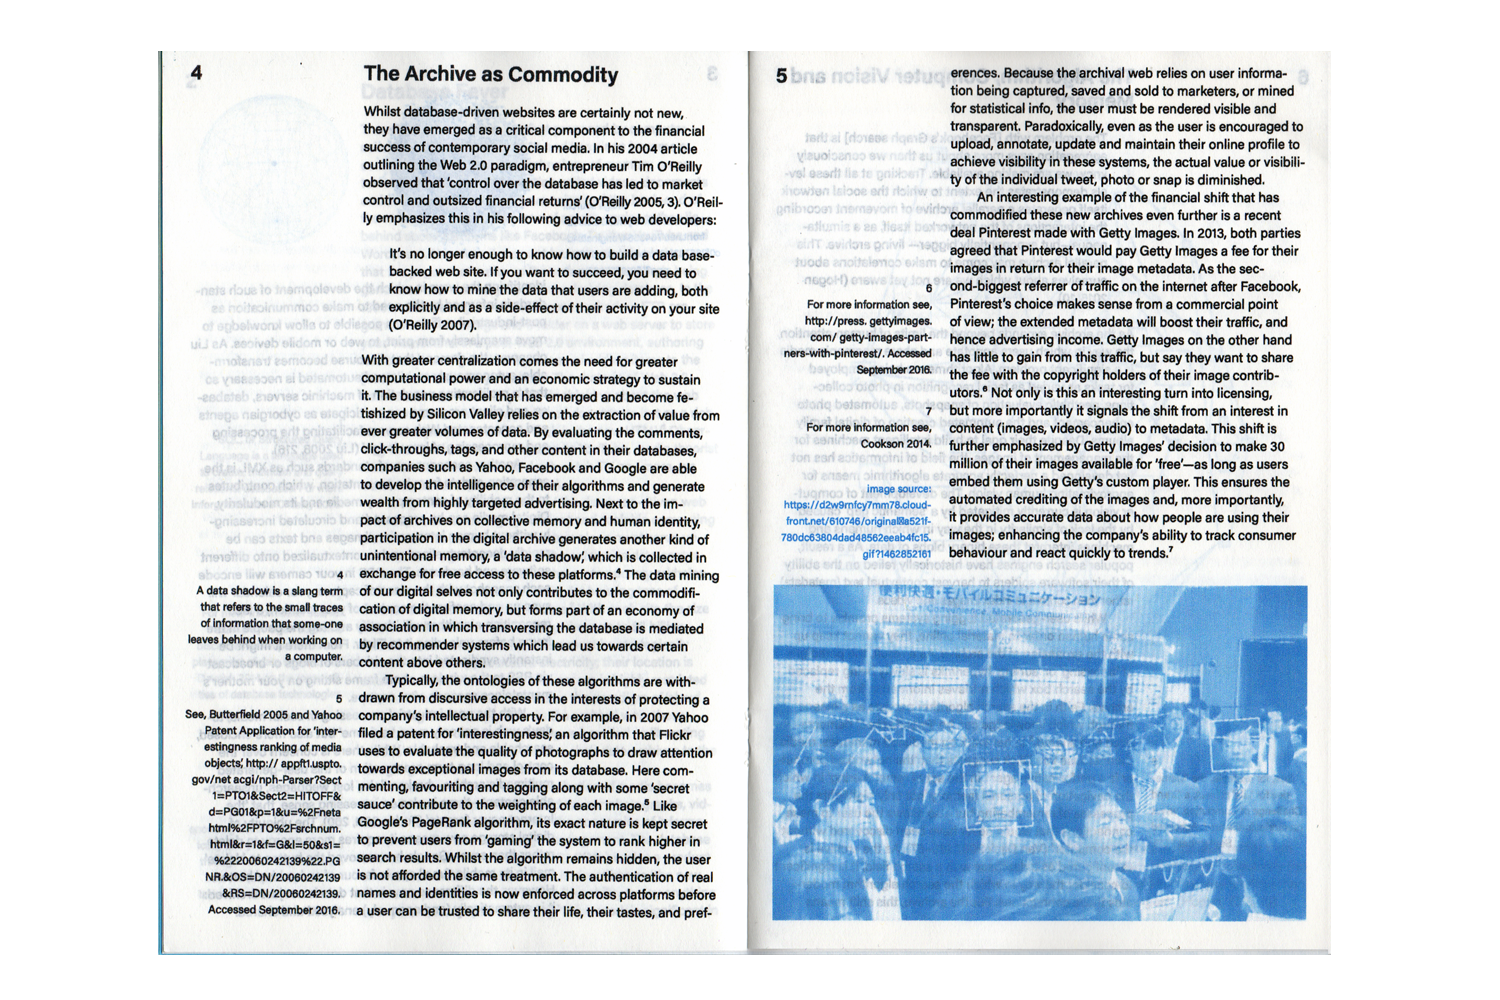 4
The Archive as Commodity
Whilst database-driven websites are certainly not new,
they have emerged as a critical component to the financial
success of contemporary social media. In his 2004 article
outlining the Web 2.0 paradigm, entrepreneur Tim O'Reilly
observed that 'control over the database has led to market
control and outsized financial returns' (O'Reilly 2005, 3). O'Reil-
ly emphasizes this in his following advice to web developers:
It's no longer enough to know how to build a data base-
backed web site. If you want to succeed, you need to
know how to mine the data that users are adding, both
explicitly and as a side-effect of their activity on your site
(O'Reilly 2007).
With greater centralization comes the need for greater
computational power and an economic strategy to sustain
it. The business model that has emerged and become fe-
tishized by Silicon Valley relies on the extraction of value from
ever greater volumes of data. By evaluating the comments,
click-throughs, tags, and other content in their databases,
companies such as Yahoo, Facebook and Google are able
to develop the intelligence of their algorithms and generate
wealth from highly targeted advertising. Next to the im-
pact of archives on collective memory and human identity,
participation in the digital archive generates another kind of
unintentional memory, a 'data shadow', which is collected in
exchange for free access to these platforms.⁴ The data mining
of our digital selves not only contributes to the commodifi-
cation of digital memory, but forms part of an economy of
association in which transversing the database is mediated
by recommender systems which lead us towards certain
content above others.
Typically, the ontologies of these algorithms are with-
drawn from discursive access in the interests of protecting a
company's intellectual property. For example, in 2007 Yahoo
filed a patent for 'interestingness', an algorithm that Flickr
uses to evaluate the quality of photographs to draw attention
towards exceptional images from its database. Here com-
menting, favouriting and tagging along with some 'secret
sauce' contribute to the weighting of each image.⁵ Like
Google's PageRank algorithm, its exact nature is kept secret
to prevent users from 'gaming' the system to rank higher in
search results. Whilst the algorithm remains hidden, the user
is not afforded the same treatment. The authentication of real
names and identities is now enforced across platforms before
a user can be trusted to share their life, their tastes, and pref-
4
A data shadow is a slang term
that refers to the small traces
of information that some-one
leaves behind when working on
a computer.
5
See, Butterfield 2005 and Yahoo
Patent Application for 'inter-
estingness ranking of media
objects', http:// appft1.uspto.
gov/net acgi/nph-Parser?Sect
1=PTO1&Sect2=HITOFF&
d=PG01&p=1&u=%2Fneta
html%2FPTO%2Fsrchnum.
html&r=1&f=G&l=50&s1=
%2220060242139%22.PG
NR.&OS=DN/20060242139
&RS=DN/20060242139.
Accessed September 2016.
5
erences. Because the archival web relies on user informa-
tion being captured, saved and sold to marketers, or mined
for statistical info, the user must be rendered visible and
transparent. Paradoxically, even as the user is encouraged to
upload, annotate, update and maintain their online profile to
achieve visibility in these systems, the actual value or visibili-
ty of the individual tweet, photo or snap is diminished.
An interesting example of the financial shift that has
commodified these new archives even further is a recent
deal Pinterest made with Getty Images. In 2013, both parties
agreed that Pinterest would pay Getty Images a fee for their
images in return for their image metadata. As the sec-
ond-biggest referrer of traffic on the internet after Facebook,
Pinterest's choice makes sense from a commercial point
of view; the extended metadata will boost their traffic, and
hence advertising income. Getty Images on the other hand
has little to gain from this traffic, but say they want to share
the fee with the copyright holders of their image contrib-
utors.⁶ Not only is this an interesting turn into licensing,
but more importantly it signals the shift from an interest in
content (images, videos, audio) to metadata. This shift is
further emphasized by Getty Images' decision to make 30
million of their images available for 'free'—as long as users
embed them using Getty's custom player. This ensures the
automated crediting of the images and, more importantly,
it provides accurate data about how people are using their
images; enhancing the company's ability to track consumer
behaviour and react quickly to trends.⁷
6
For more information see,
http://press. gettyimages.
com/ getty-images-part-
ners-with-pinterest/. Accessed
September 2016.
7
For more information see,
Cookson 2014.
image source:
https://d2w9rnfcy7mm78.cloud-
front.net/610746/original a521f-
780dc63804dad48562eeab4fc15.
gif?1462852161
便利快適・モバイルコミュニケーション
Convenience, Mobile